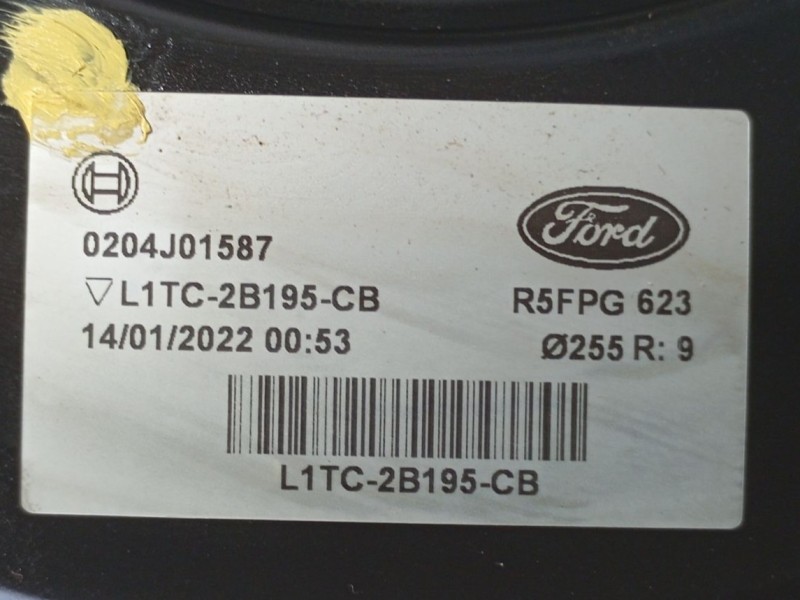 Ford
0204J01587
▽L1TC-2B195-CB
R5FPG 623
14/01/2022 00:53
Ø255 R: 9
L1TC-2B195-CB